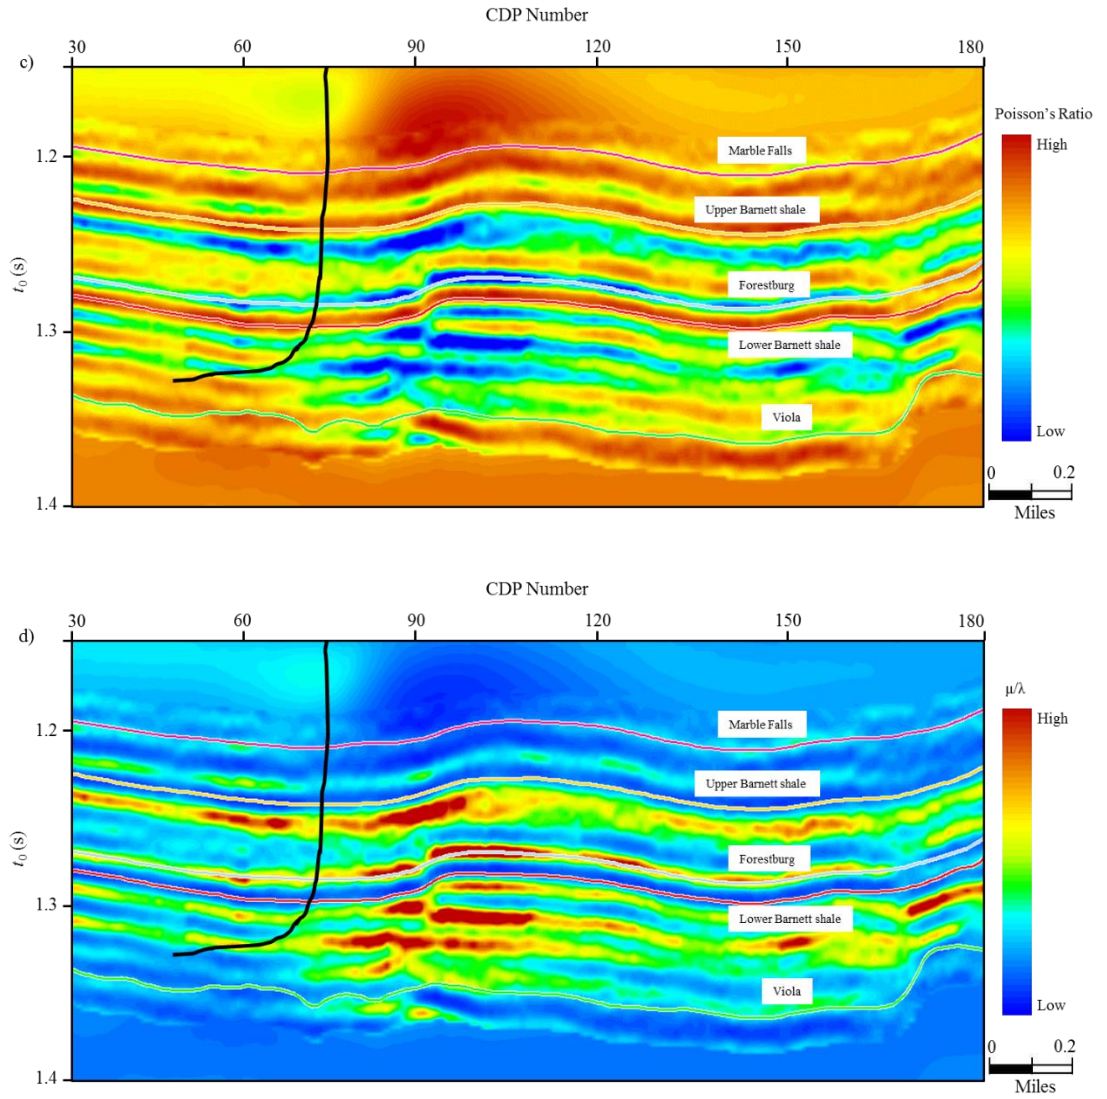 CDP Number
30 60 90 120 150 180
c)
Poisson's Ratio
High
Marble Falls
1.2
Upper Barnett shale
t0 (s)
Forestburg
1.3
Lower Barnett shale
Viola
Low
0 0.2
1.4
Miles
CDP Number
30 60 90 120 150 180
d)
μ/λ
High
Marble Falls
1.2
Upper Barnett shale
t0 (s)
Forestburg
1.3
Lower Barnett shale
Viola
Low
0 0.2
1.4
Miles